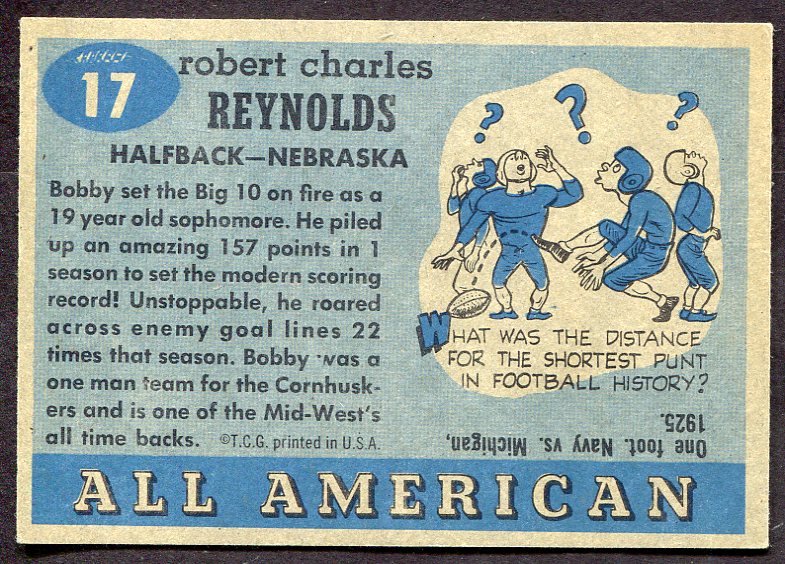 17
robert charles
REYNOLDS
HALFBACK—NEBRASKA
Bobby set the Big 10 on fire as a
19 year old sophomore. He piled
up an amazing 157 points in 1
season to set the modern scoring
record! Unstoppable, he roared
across enemy goal lines 22
times that season. Bobby was a
one man team for the Cornhusk-
ers and is one of the Mid-West's
all time backs. ©T.C.G. printed in U.S.A.
? ? ?
WHAT WAS THE DISTANCE
FOR THE SHORTEST PUNT
IN FOOTBALL HISTORY?
One foot. Navy vs. Michigan,
1925.
ALL AMERICAN